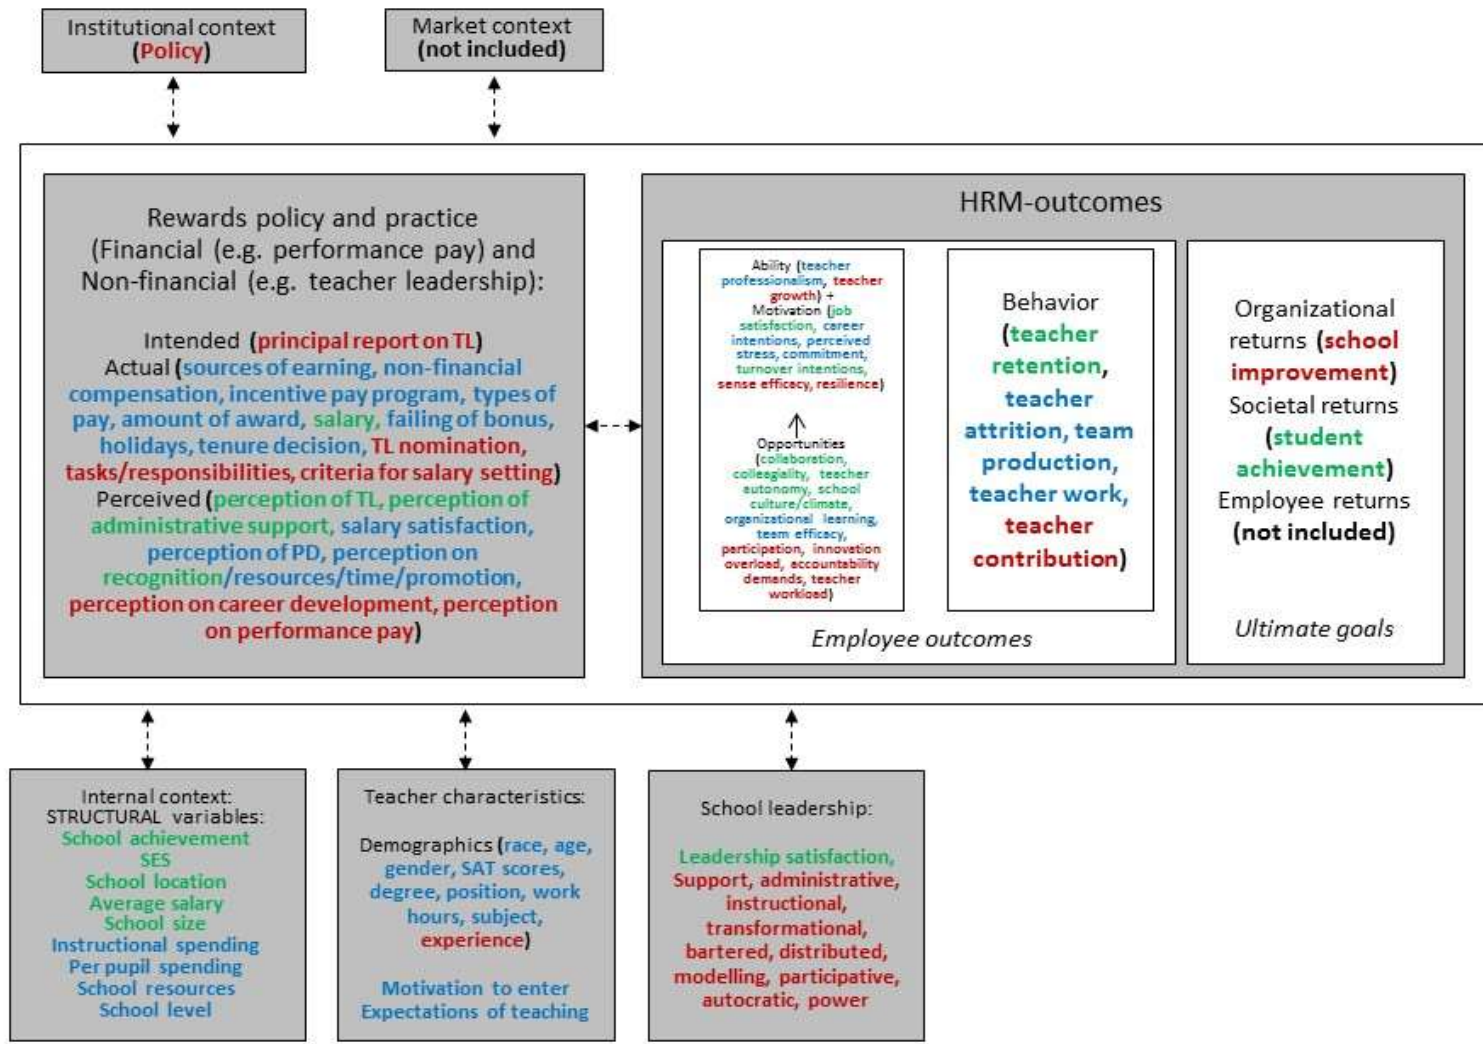 Institutional context
(Policy)
Market context
(not included)
Rewards policy and practice
(Financial (e.g. performance pay) and
Non-financial (e.g. teacher leadership):
Intended (principal report on TL)
Actual (sources of earning, non-financial
compensation, incentive pay program, types of
pay, amount of award, salary, failing of bonus,
holidays, tenure decision, TL nomination,
tasks/responsibilities, criteria for salary setting)
Perceived (perception of TL, perception of
administrative support, salary satisfaction,
perception of PD, perception on
recognition/resources/time/promotion,
perception on career development, perception
on performance pay)
HRM-outcomes
Ability (teacher
professionalism, teacher
growth) +
Motivation (job
satisfaction, career
intentions, perceived
stress, commitment,
turnover intentions,
sense efficacy, resilience)
Opportunities
(collaboration,
colleagiality, teacher
autonomy, school
culture/climate,
organizational learning,
team efficacy,
participation, innovation
overload, accountability
demands, teacher
workload)
Behavior
(teacher
retention,
teacher
attrition, team
production,
teacher work,
teacher
contribution)
Employee outcomes
Organizational
returns (school
improvement)
Societal returns
(student
achievement)
Employee returns
(not included)
Ultimate goals
Internal context:
STRUCTURAL variables:
School achievement
SES
School location
Average salary
School size
Instructional spending
Per pupil spending
School resources
School level
Teacher characteristics:
Demographics (race, age,
gender, SAT scores,
degree, position, work
hours, subject,
experience)
Motivation to enter
Expectations of teaching
School leadership:
Leadership satisfaction,
Support, administrative,
instructional,
transformational,
bartered, distributed,
modelling, participative,
autocratic, power